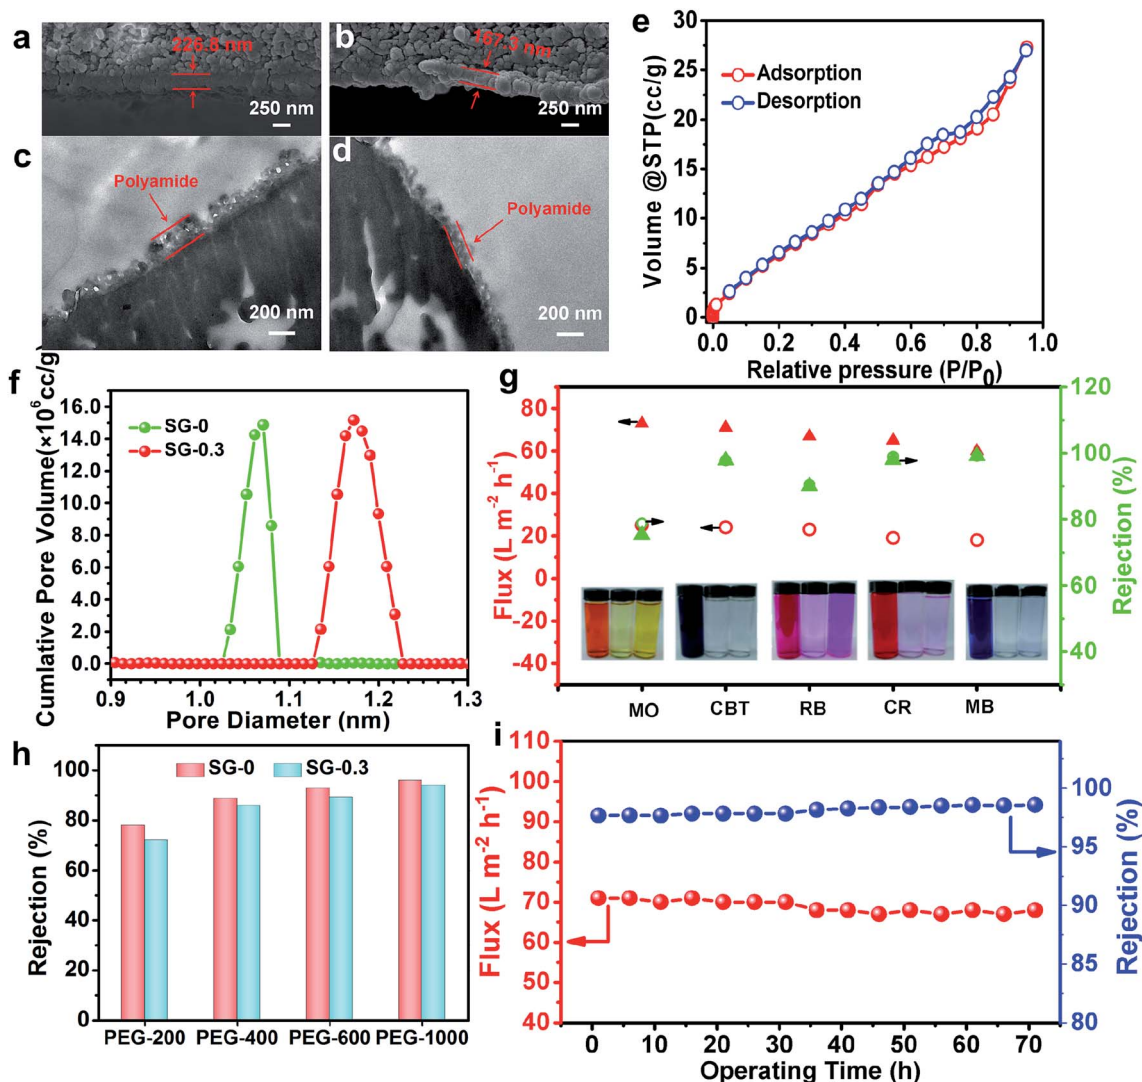 a
226.8 nm
250 nm
b
167.3 nm
250 nm
c
Polyamide
200 nm
d
Polyamide
200 nm
e
Volume @STP(cc/g)
30
25
20
15
10
5
0
Adsorption
Desorption
0.0 0.2 0.4 0.6 0.8 1.0
Relative pressure (P/P0)
f
Cumlative Pore Volume(×10⁶cc/g)
16.0
14.0
12.0
10.0
8.0
6.0
4.0
2.0
0.0
SG-0
SG-0.3
0.9 1.0 1.1 1.2 1.3
Pore Diameter (nm)
g
Flux (L m⁻² h⁻¹)
80
60
40
20
0
-20
-40
MO CBT RB CR MB
120
100
80
60
40
Rejection (%)
h
Rejection (%)
100
80
60
40
20
0
SG-0 SG-0.3
PEG-200 PEG-400 PEG-600 PEG-1000
i
Flux (L m⁻² h⁻¹)
110
100
90
80
70
60
50
40
0 10 20 30 40 50 60 70
Operating Time (h)
100
95
90
85
80
Rejection (%)